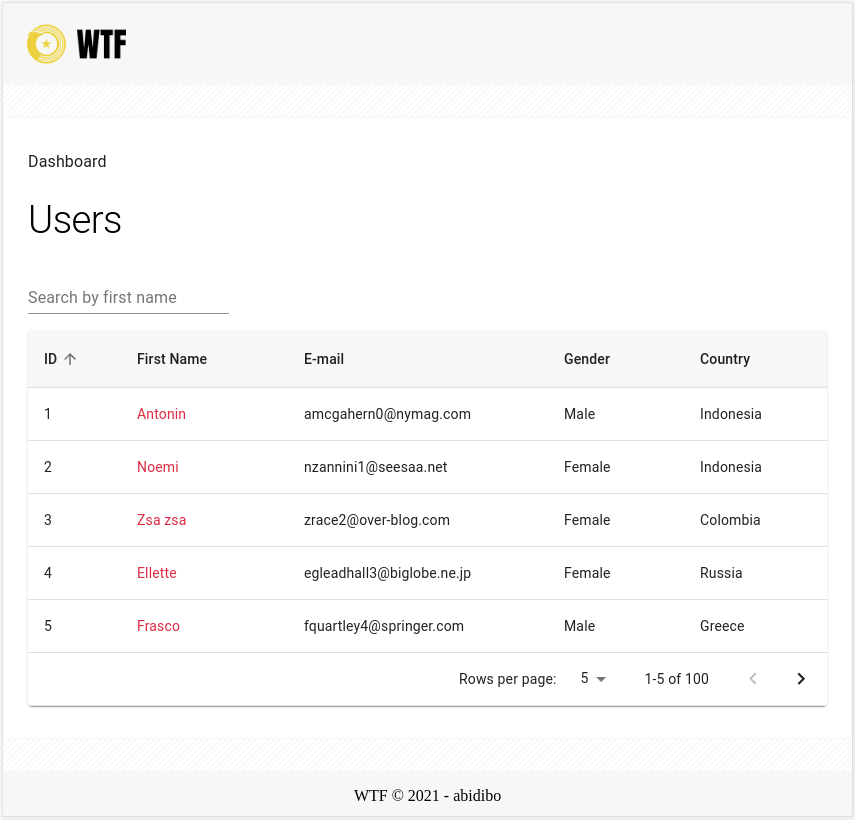 WTF
Dashboard
Users
Search by first name
ID First Name E-mail Gender Country
1 Antonin amcgahern0@nymag.com Male Indonesia
2 Noemi nzannini1@seesaa.net Female Indonesia
3 Zsa zsa zrace2@over-blog.com Female Colombia
4 Ellette egleadhall3@biglobe.ne.jp Female Russia
5 Frasco fquartley4@springer.com Male Greece
Rows per page: 5 1-5 of 100
WTF © 2021 - abidibo